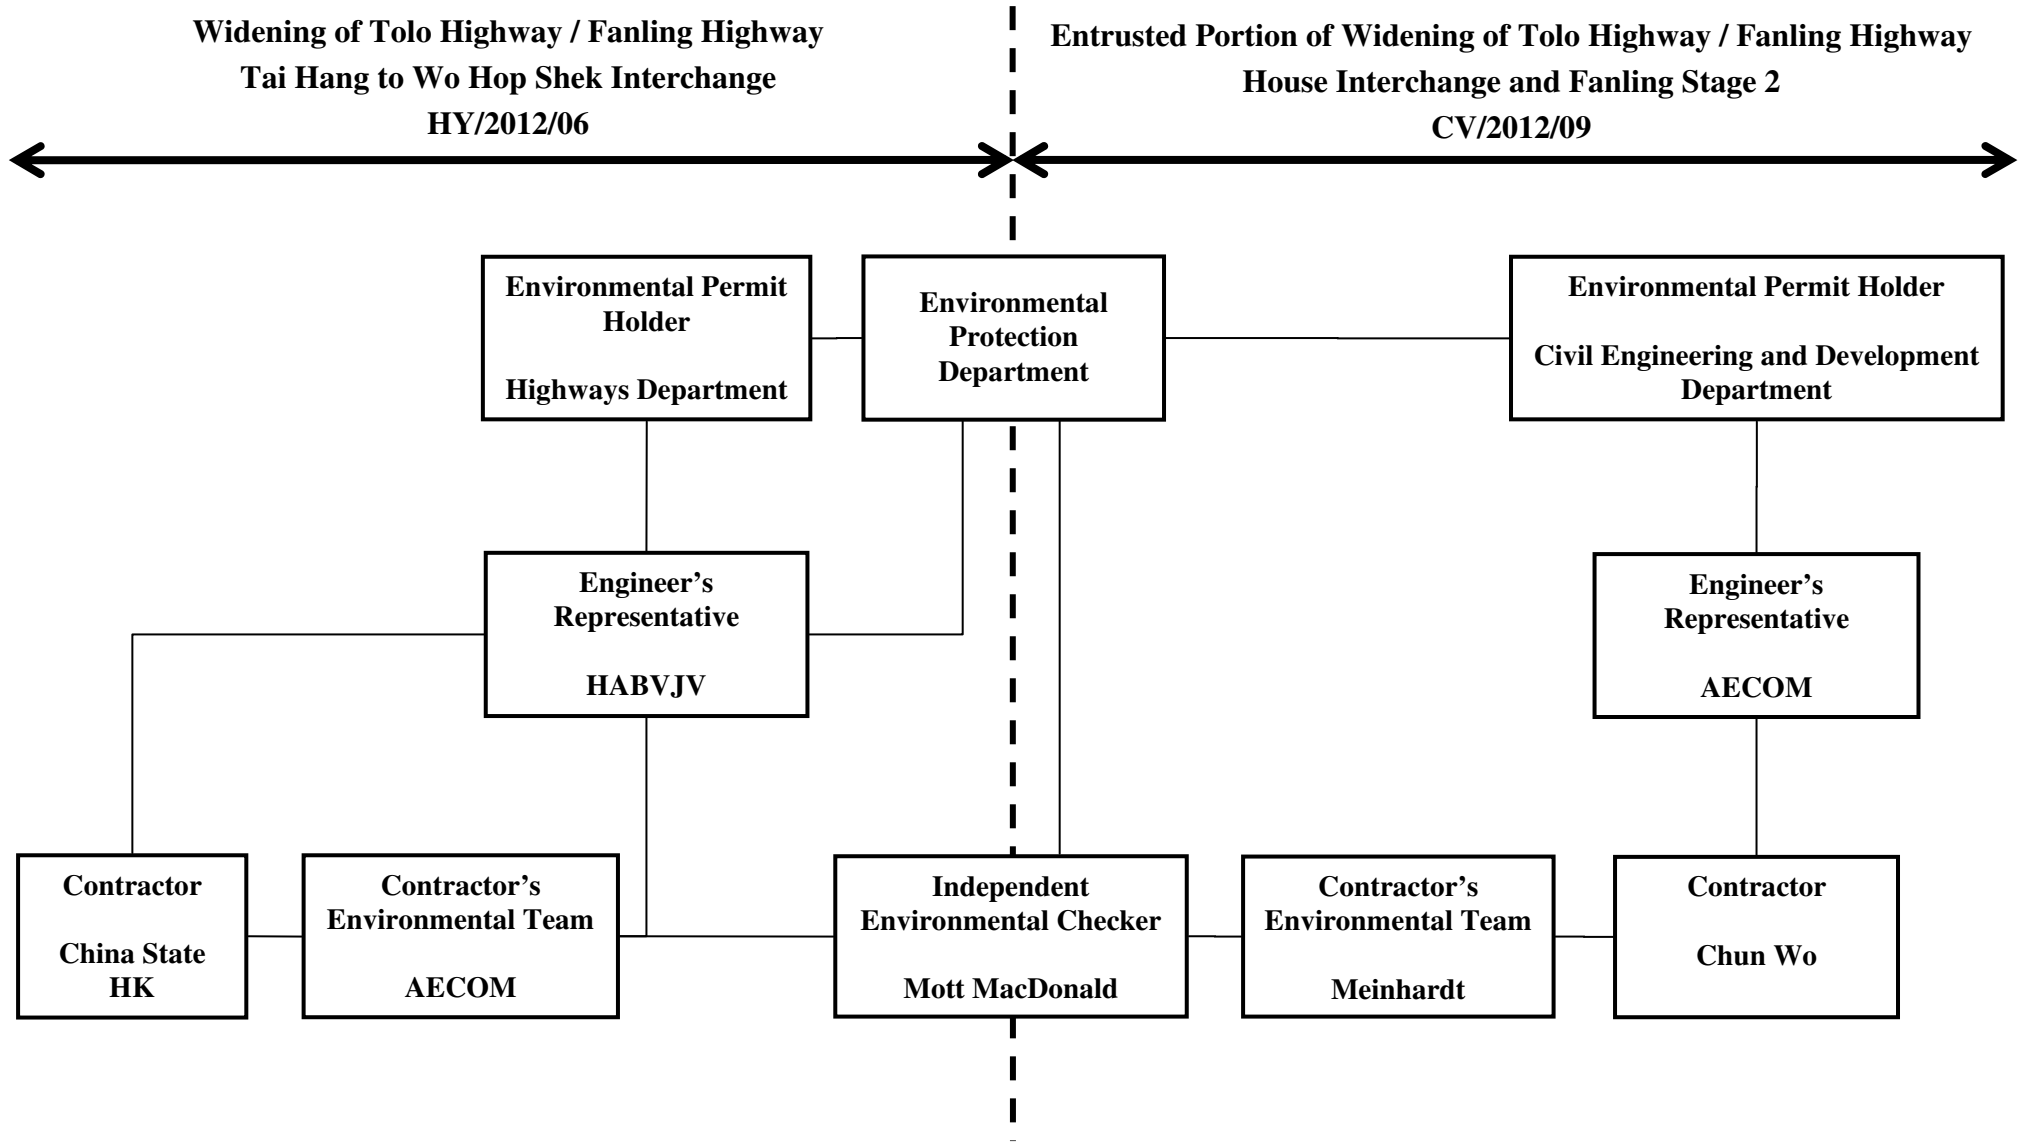 Widening of Tolo Highway / Fanling Highway
Tai Hang to Wo Hop Shek Interchange
HY/2012/06
Entrusted Portion of Widening of Tolo Highway / Fanling Highway
House Interchange and Fanling Stage 2
CV/2012/09
Environmental Permit
Holder
Highways Department
Environmental
Protection
Department
Environmental Permit Holder
Civil Engineering and Development
Department
Engineer’s
Representative
HABVJV
Engineer’s
Representative
AECOM
Contractor
China State
HK
Contractor’s
Environmental Team
AECOM
Independent
Environmental Checker
Mott MacDonald
Contractor’s
Environmental Team
Meinhardt
Contractor
Chun Wo